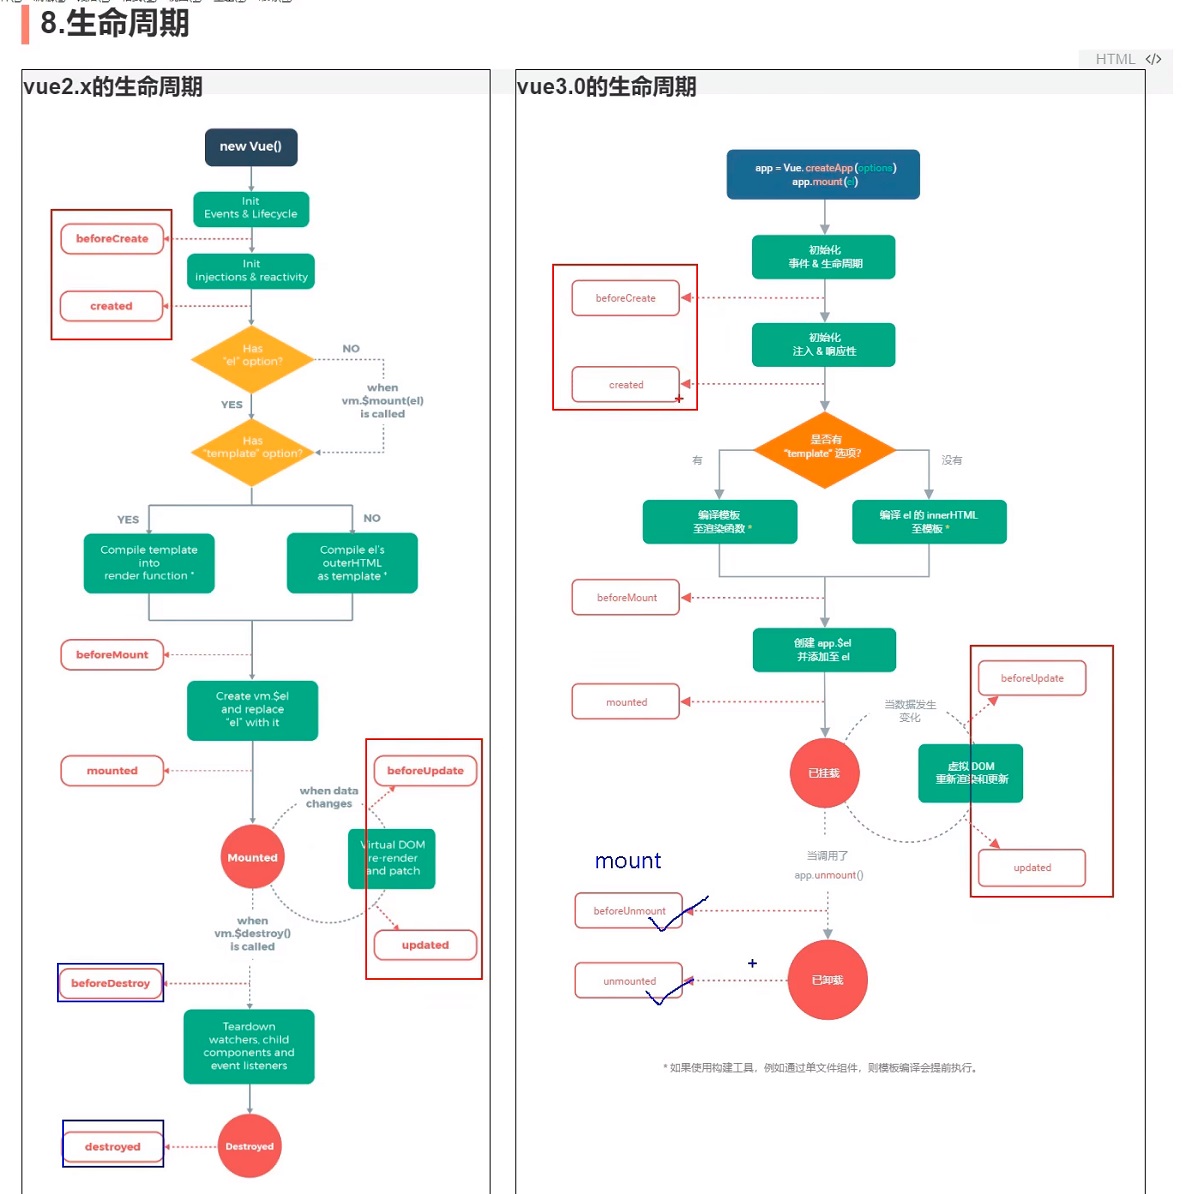 8.生命周期
HTML </>
vue2.x的生命周期
new Vue()
Init
Events & Lifecycle
beforeCreate
Init
injections & reactivity
created
Has
"el" option?
NO
when
vm.$mount(el)
is called
YES
Has
"template" option?
YES
NO
Compile template
into
render function *
Compile el's
outerHTML
as template *
beforeMount
Create vm.$el
and replace
"el" with it
mounted
beforeUpdate
when data
changes
Mounted
Virtual DOM
re-render
and patch
updated
when
vm.$destroy()
is called
beforeDestroy
Teardown
watchers, child
components and
event listeners
destroyed
Destroyed
vue3.0的生命周期
app = Vue.createApp(options)
app.mount(el)
初始化
事件 & 生命周期
beforeCreate
初始化
注入 & 响应性
created
是否有
"template" 选项?
有
没有
编译模板
至渲染函数 *
编译 el 的 innerHTML
至模板 *
beforeMount
创建 app.$el
并添加至 el
mounted
beforeUpdate
当数据发生
变化
已挂载
虚拟 DOM
重新渲染和更新
updated
当调用了
app.unmount()
mount
beforeUnmount
unmounted
已卸载
* 如果使用构建工具，例如通过单文件组件，则模板编译会提前执行。